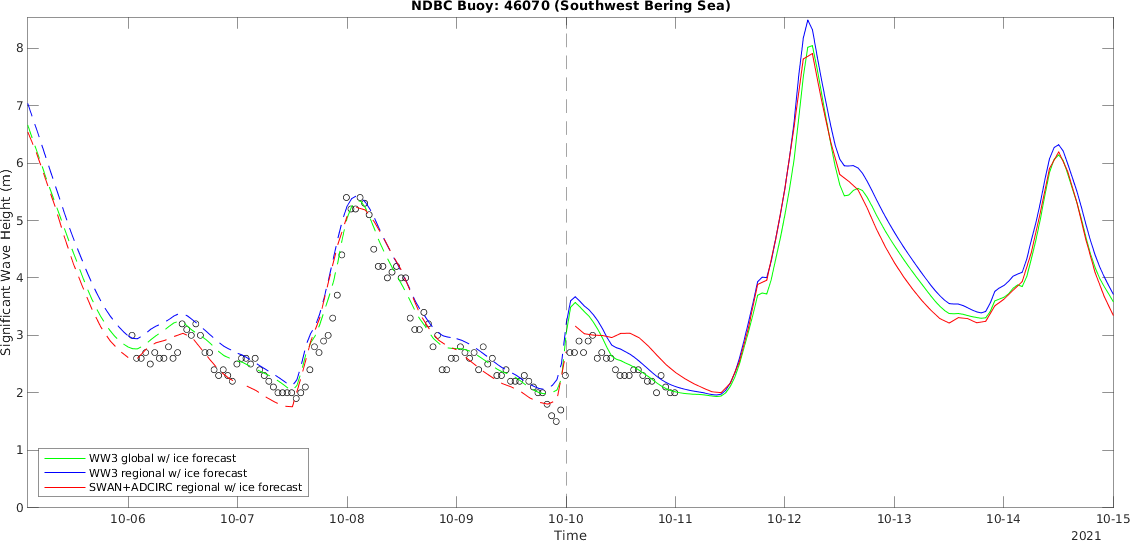 NDBC Buoy: 46070 (Southwest Bering Sea)
Significant Wave Height (m)
8
7
6
5
4
3
2
1
0
WW3 global w/ ice forecast
WW3 regional w/ ice forecast
SWAN+ADCIRC regional w/ ice forecast
10-06 10-07 10-08 10-09 10-10 10-11 10-12 10-13 10-14 10-15
Time
2021